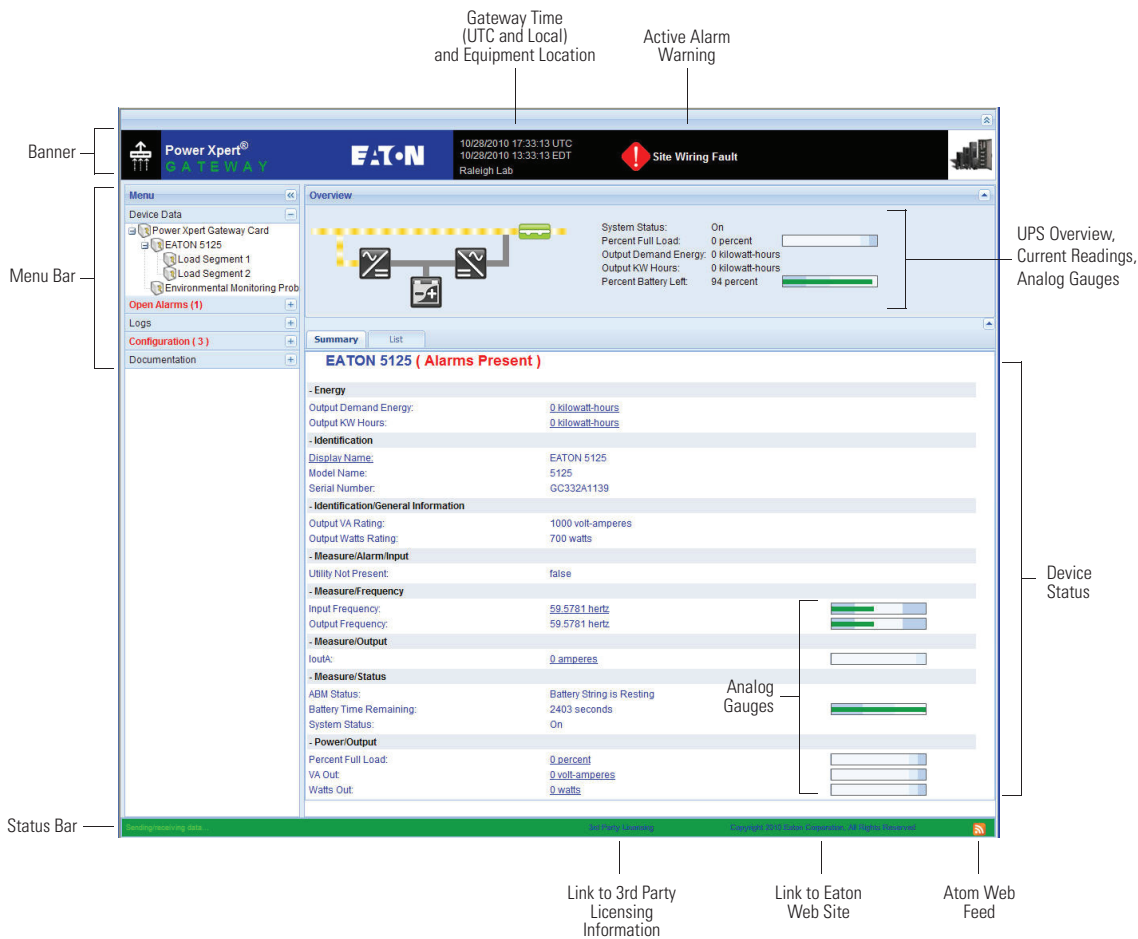 Gateway Time
(UTC and Local)
and Equipment Location
Active Alarm
Warning
Banner
Power Xpert®
GATEWAY
EATON
10/28/2010 17:33:13 UTC
10/28/2010 13:33:13 EDT
Raleigh Lab
Site Wiring Fault
Menu Bar
Menu
Device Data
Power Xpert Gateway Card
EATON 5125
Load Segment 1
Load Segment 2
Environmental Monitoring Prob
Open Alarms (1)
Logs
Configuration ( 3 )
Documentation
Overview
System Status: On
Percent Full Load: 0 percent
Output Demand Energy: 0 kilowatt-hours
Output KW Hours: 0 kilowatt-hours
Percent Battery Left: 94 percent
UPS Overview,
Current Readings,
Analog Gauges
Summary List
EATON 5125 ( Alarms Present )
- Energy
Output Demand Energy: 0 kilowatt-hours
Output KW Hours: 0 kilowatt-hours
- Identification
Display Name: EATON 5125
Model Name: 5125
Serial Number: GC332A1139
- Identification/General Information
Output VA Rating: 1000 volt-amperes
Output Watts Rating: 700 watts
- Measure/Alarm/Input
Utility Not Present: false
- Measure/Frequency
Input Frequency: 59.5781 hertz
Output Frequency: 59.5781 hertz
- Measure/Output
IoutA: 0 amperes
- Measure/Status
ABM Status: Battery String is Resting
Battery Time Remaining: 2403 seconds
System Status: On
- Power/Output
Percent Full Load: 0 percent
VA Out: 0 volt-amperes
Watts Out: 0 watts
Analog
Gauges
Device
Status
Status Bar
Sending/receiving data...
3rd Party Licensing
Copyright 2010 Eaton Corporation, All Rights Reserved
Link to 3rd Party
Licensing
Information
Link to Eaton
Web Site
Atom Web
Feed